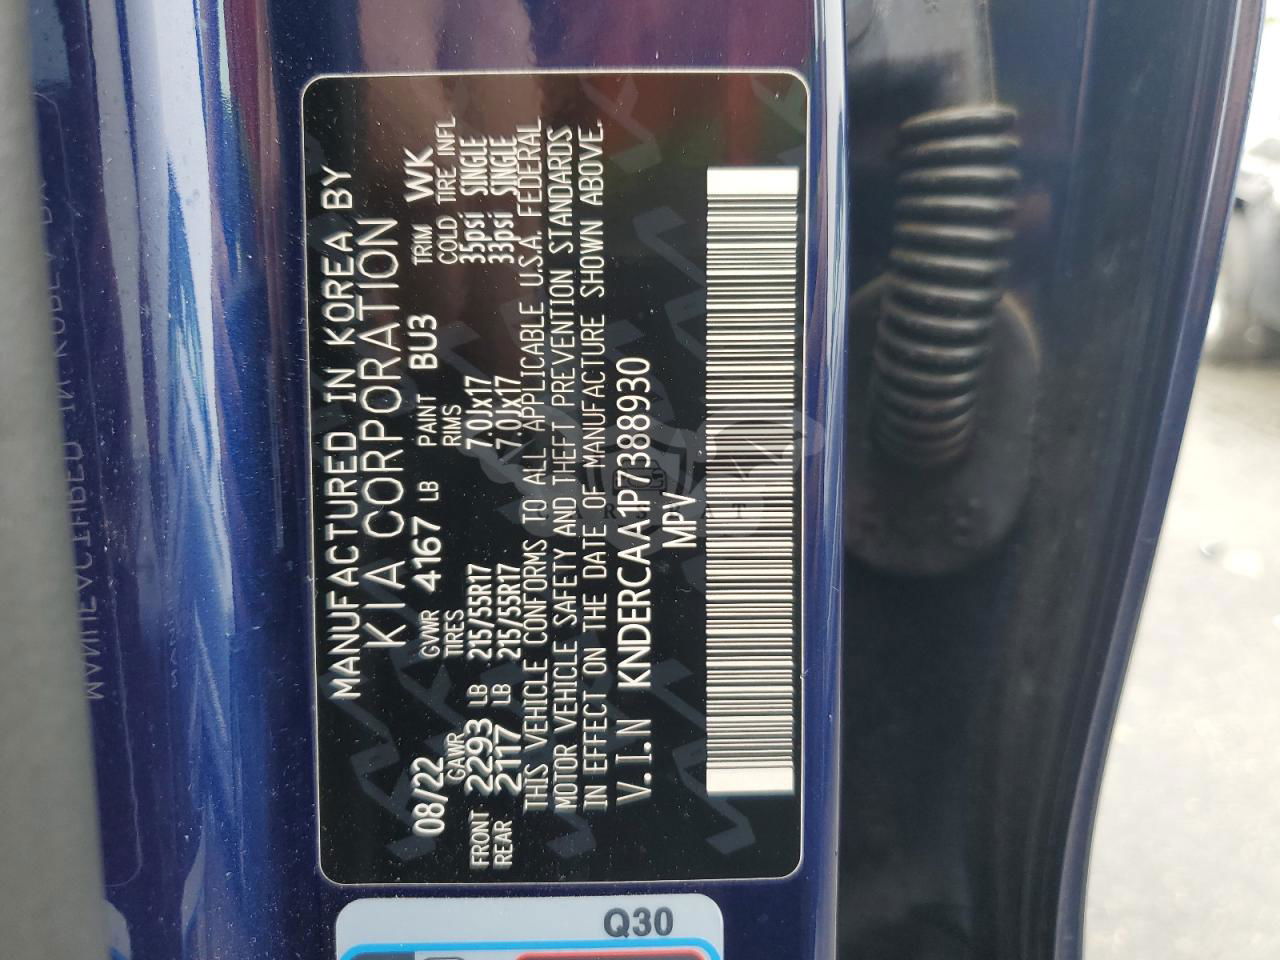 MANUFACTURED IN KOREA BY
KIA CORPORATION
08/22 GVWR 4167 LB PAINT BU3 TRIM WK
GAWR TIRES RIMS COLD TIRE INFL
FRONT 2293 LB 215/55R17 7.0Jx17 35psi SINGLE
REAR 2117 LB 215/55R17 7.0Jx17 33psi SINGLE
THIS VEHICLE CONFORMS TO ALL APPLICABLE U.S.A. FEDERAL
MOTOR VEHICLE SAFETY AND THEFT PREVENTION STANDARDS
IN EFFECT ON THE DATE OF MANUFACTURE SHOWN ABOVE.
V.I.N KNDERCAA1P7388930
MPV
Q30